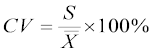 CV = S / X̄ × 100%